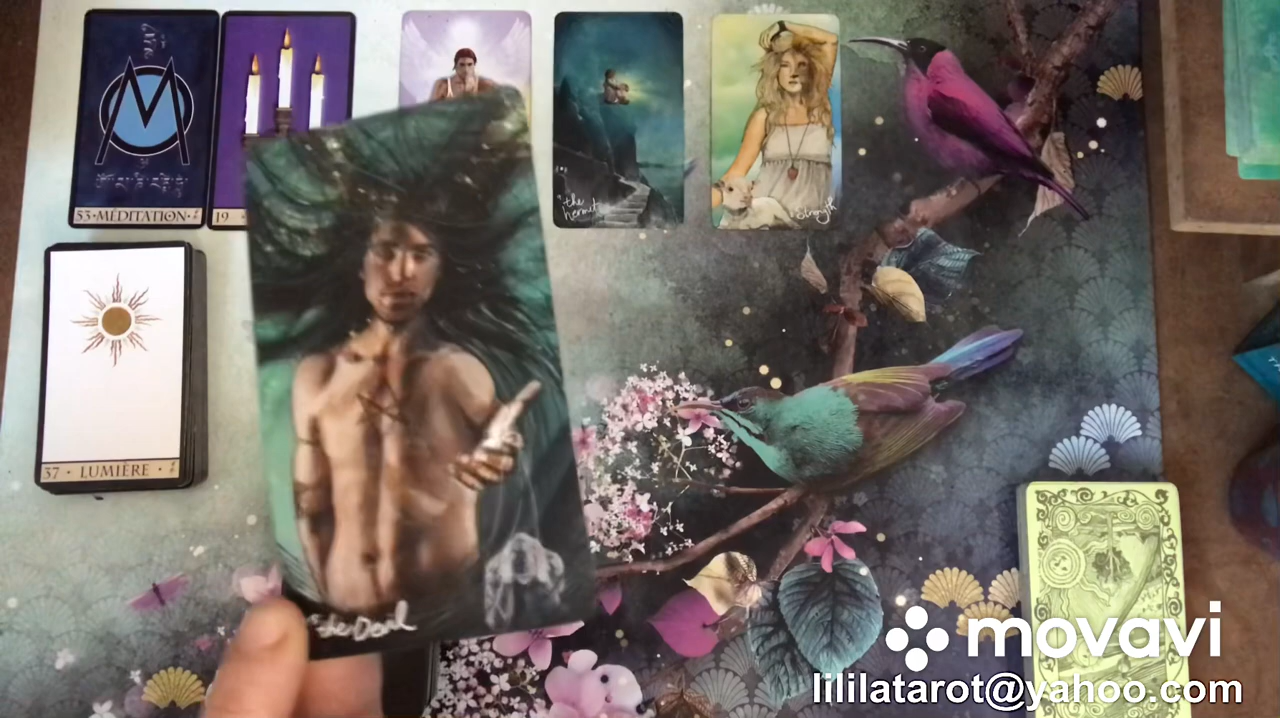 53 • MÉDITATION •
19
the
hermit
Strength
37 • LUMIÈRE •
the Devil
movavi
lililatarot@yahoo.com